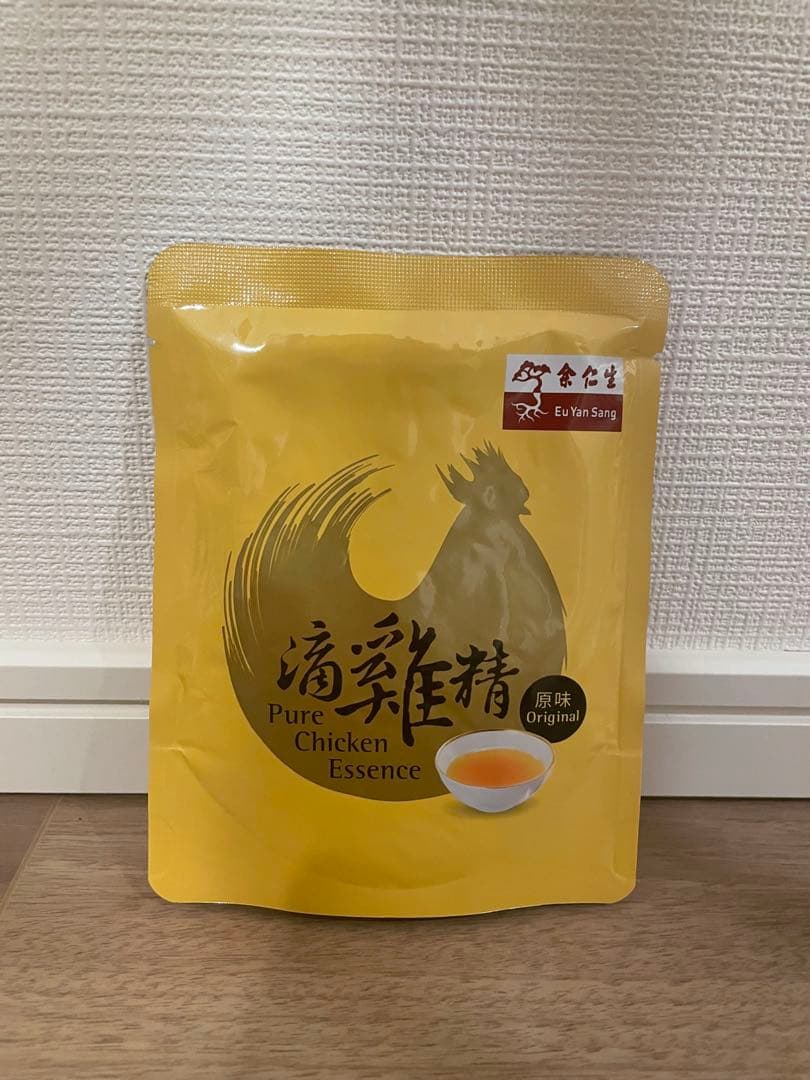 余仁生
Eu Yan Sang
滴雞精
Pure
Chicken
Essence
原味
Original